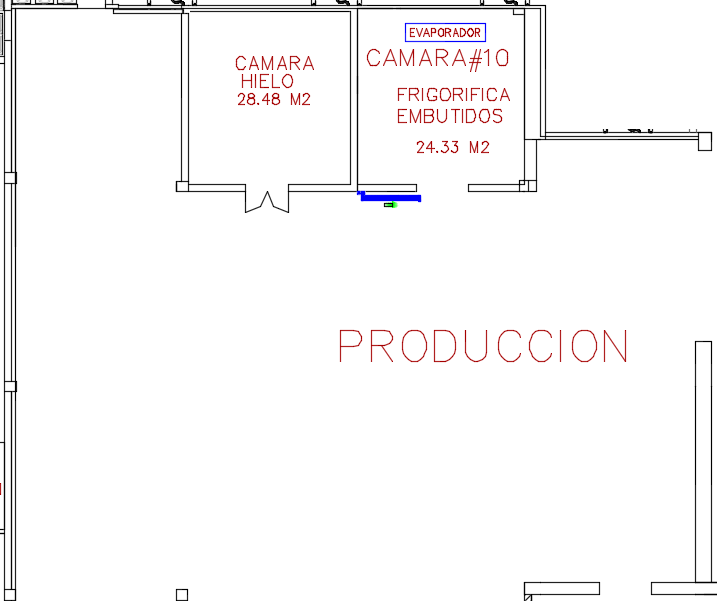 CAMARA
HIELO
28.48 M2
EVAPORADOR
CAMARA#10
FRIGORIFICA
EMBUTIDOS
24.33 M2
PRODUCCION